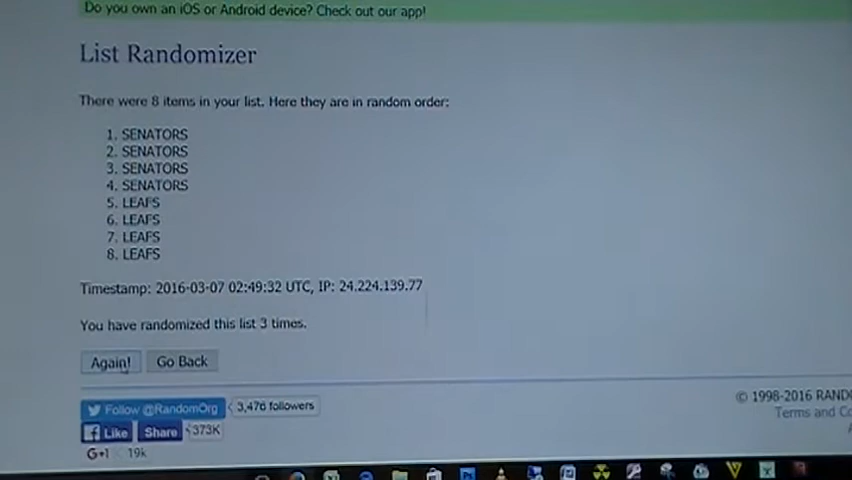 Do you own an iOS or Android device? Check out our app!
List Randomizer
There were 8 items in your list. Here they are in random order:
1. SENATORS
2. SENATORS
3. SENATORS
4. SENATORS
5. LEAFS
6. LEAFS
7. LEAFS
8. LEAFS
Timestamp: 2016-03-07 02:49:32 UTC, IP: 24.224.139.77
You have randomized this list 3 times.
Again! Go Back
© 1998-2016 RAND
Follow @RandomOrg 3,476 followers
Terms and Co
Like Share 373K
G+1 19k